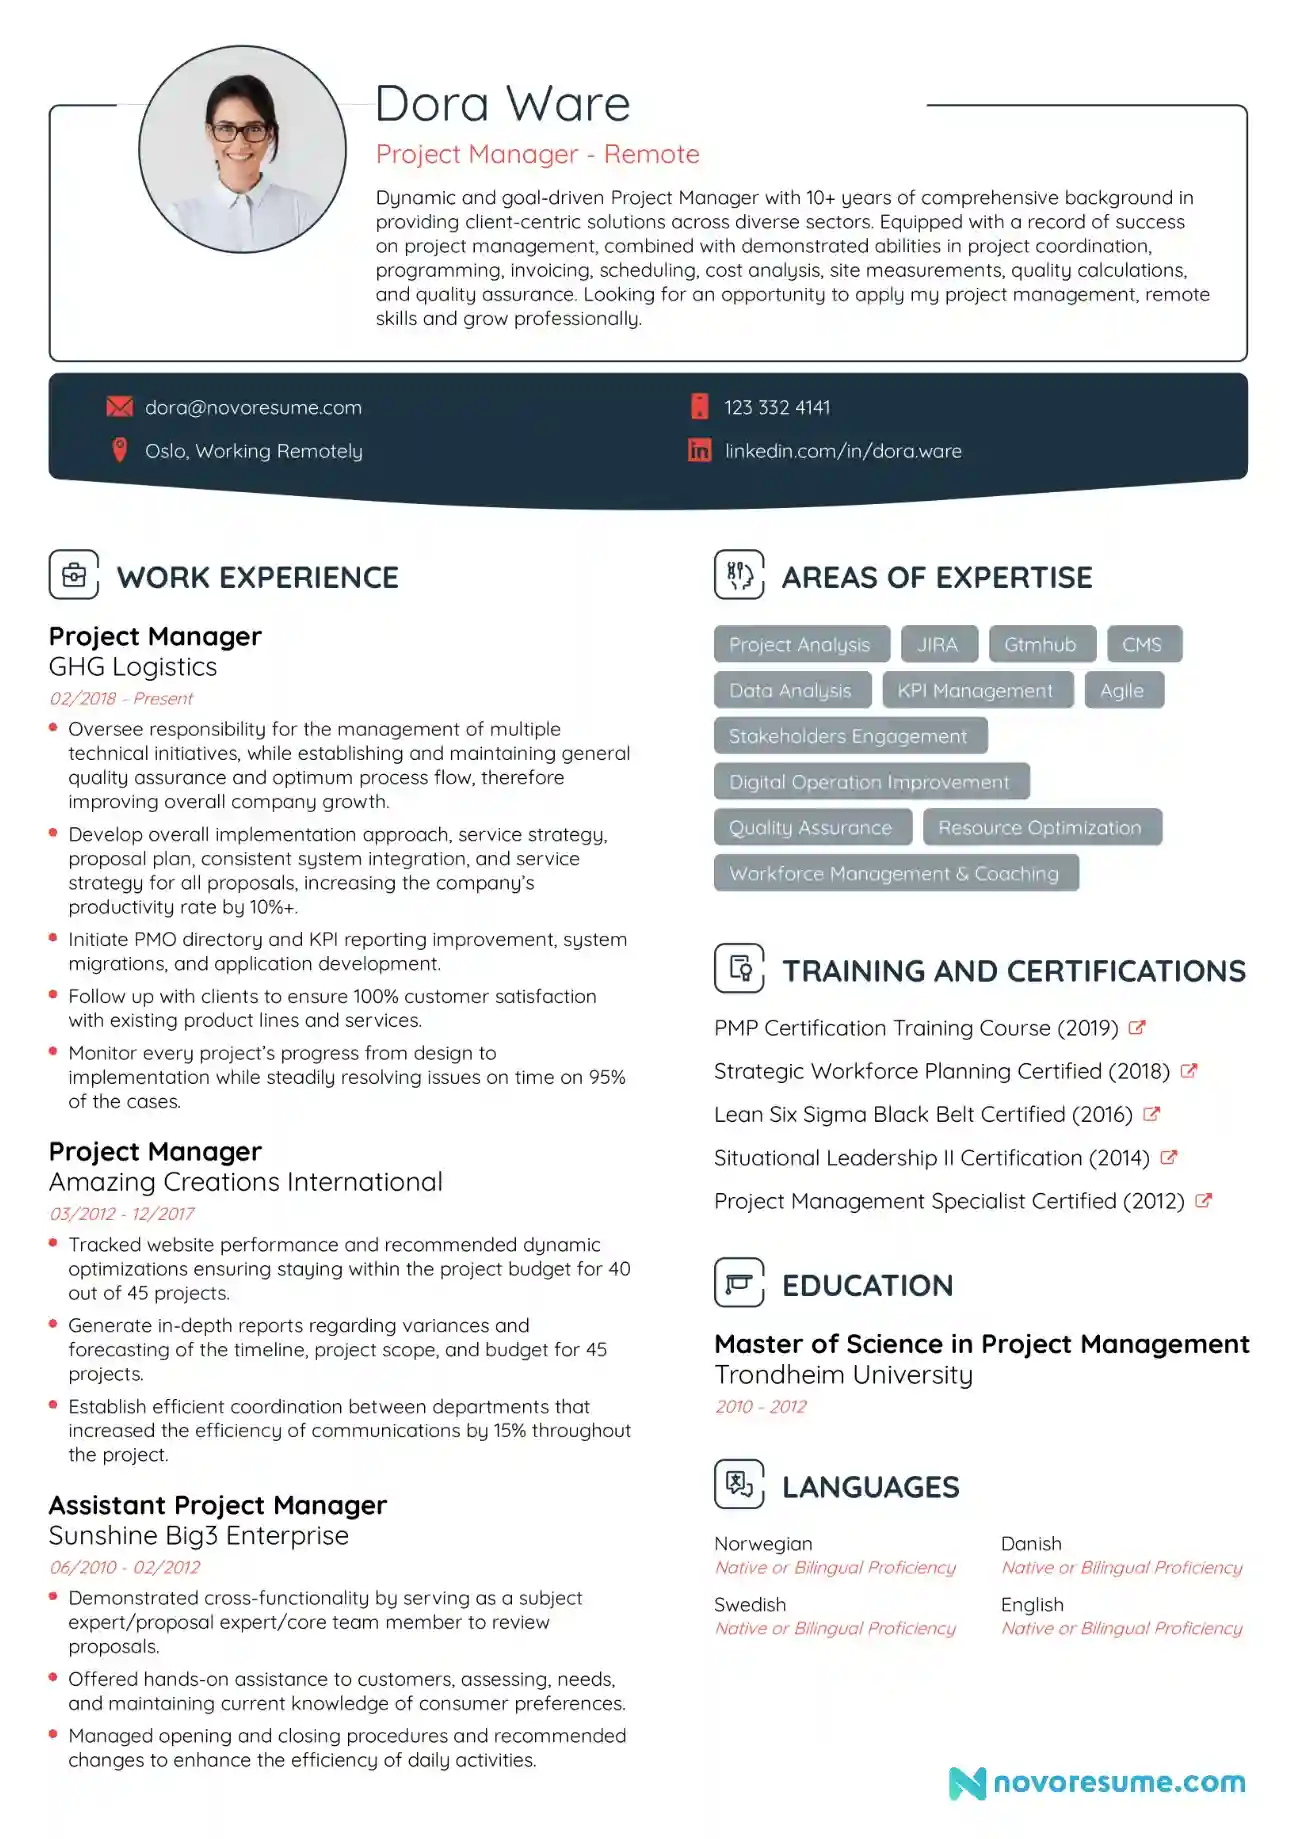 Dora Ware
Project Manager - Remote
Dynamic and goal-driven Project Manager with 10+ years of comprehensive background in
providing client-centric solutions across diverse sectors. Equipped with a record of success
on project management, combined with demonstrated abilities in project coordination,
programming, invoicing, scheduling, cost analysis, site measurements, quality calculations,
and quality assurance. Looking for an opportunity to apply my project management, remote
skills and grow professionally.
dora@novoresume.com
123 332 4141
Oslo, Working Remotely
linkedin.com/in/dora.ware
WORK EXPERIENCE
Project Manager
GHG Logistics
02/2018 - Present
Oversee responsibility for the management of multiple
technical initiatives, while establishing and maintaining general
quality assurance and optimum process flow, therefore
improving overall company growth.
Develop overall implementation approach, service strategy,
proposal plan, consistent system integration, and service
strategy for all proposals, increasing the company's
productivity rate by 10%+.
Initiate PMO directory and KPI reporting improvement, system
migrations, and application development.
Follow up with clients to ensure 100% customer satisfaction
with existing product lines and services.
Monitor every project's progress from design to
implementation while steadily resolving issues on time on 95%
of the cases.
Project Manager
Amazing Creations International
03/2012 - 12/2017
Tracked website performance and recommended dynamic
optimizations ensuring staying within the project budget for 40
out of 45 projects.
Generate in-depth reports regarding variances and
forecasting of the timeline, project scope, and budget for 45
projects.
Establish efficient coordination between departments that
increased the efficiency of communications by 15% throughout
the project.
Assistant Project Manager
Sunshine Big3 Enterprise
06/2010 - 02/2012
Demonstrated cross-functionality by serving as a subject
expert/proposal expert/core team member to review
proposals.
Offered hands-on assistance to customers, assessing, needs,
and maintaining current knowledge of consumer preferences.
Managed opening and closing procedures and recommended
changes to enhance the efficiency of daily activities.
AREAS OF EXPERTISE
Project Analysis JIRA Gtmhub CMS
Data Analysis KPI Management Agile
Stakeholders Engagement
Digital Operation Improvement
Quality Assurance Resource Optimization
Workforce Management & Coaching
TRAINING AND CERTIFICATIONS
PMP Certification Training Course (2019)
Strategic Workforce Planning Certified (2018)
Lean Six Sigma Black Belt Certified (2016)
Situational Leadership II Certification (2014)
Project Management Specialist Certified (2012)
EDUCATION
Master of Science in Project Management
Trondheim University
2010 - 2012
LANGUAGES
Norwegian
Native or Bilingual Proficiency
Danish
Native or Bilingual Proficiency
Swedish
Native or Bilingual Proficiency
English
Native or Bilingual Proficiency
novoresume.com